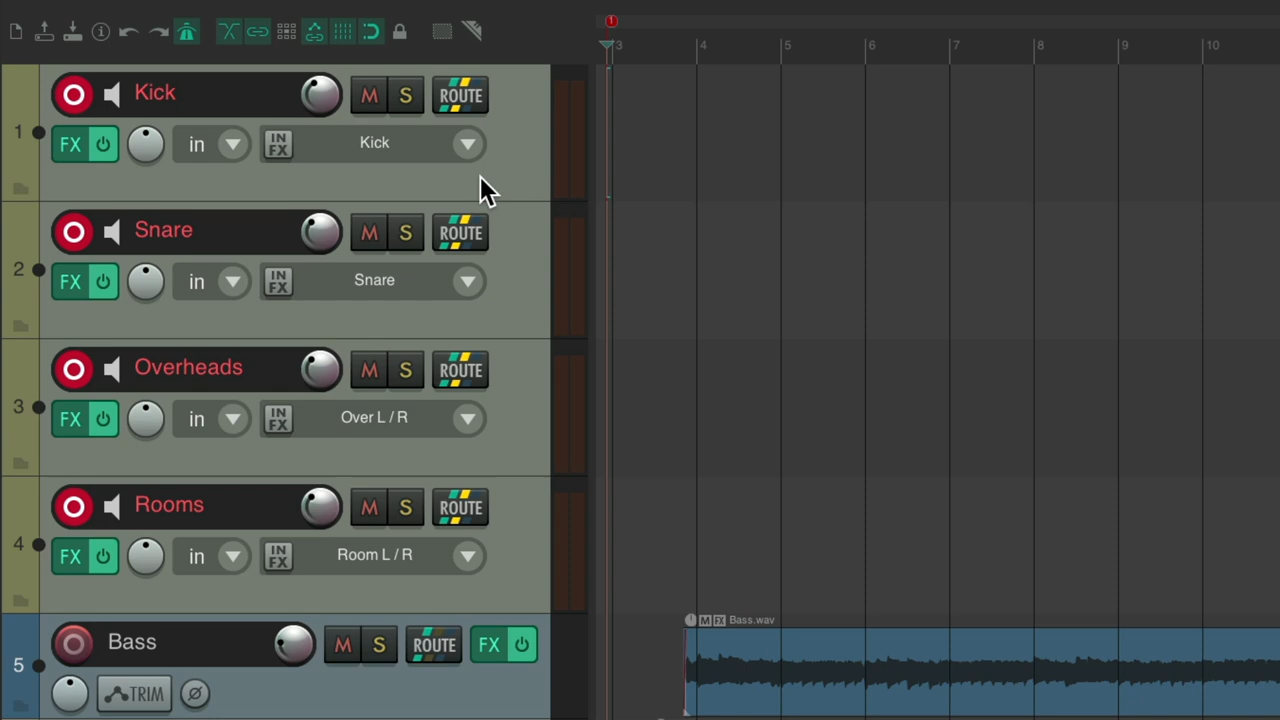 1
3 4 5 6 7 8 9 10
Kick M S ROUTE
1
FX in IN FX Kick
Snare M S ROUTE
2
FX in IN FX Snare
Overheads M S ROUTE
3
FX in IN FX Over L / R
Rooms M S ROUTE
4
FX in IN FX Room L / R
M FX Bass.wav
Bass M S ROUTE FX
5
TRIM